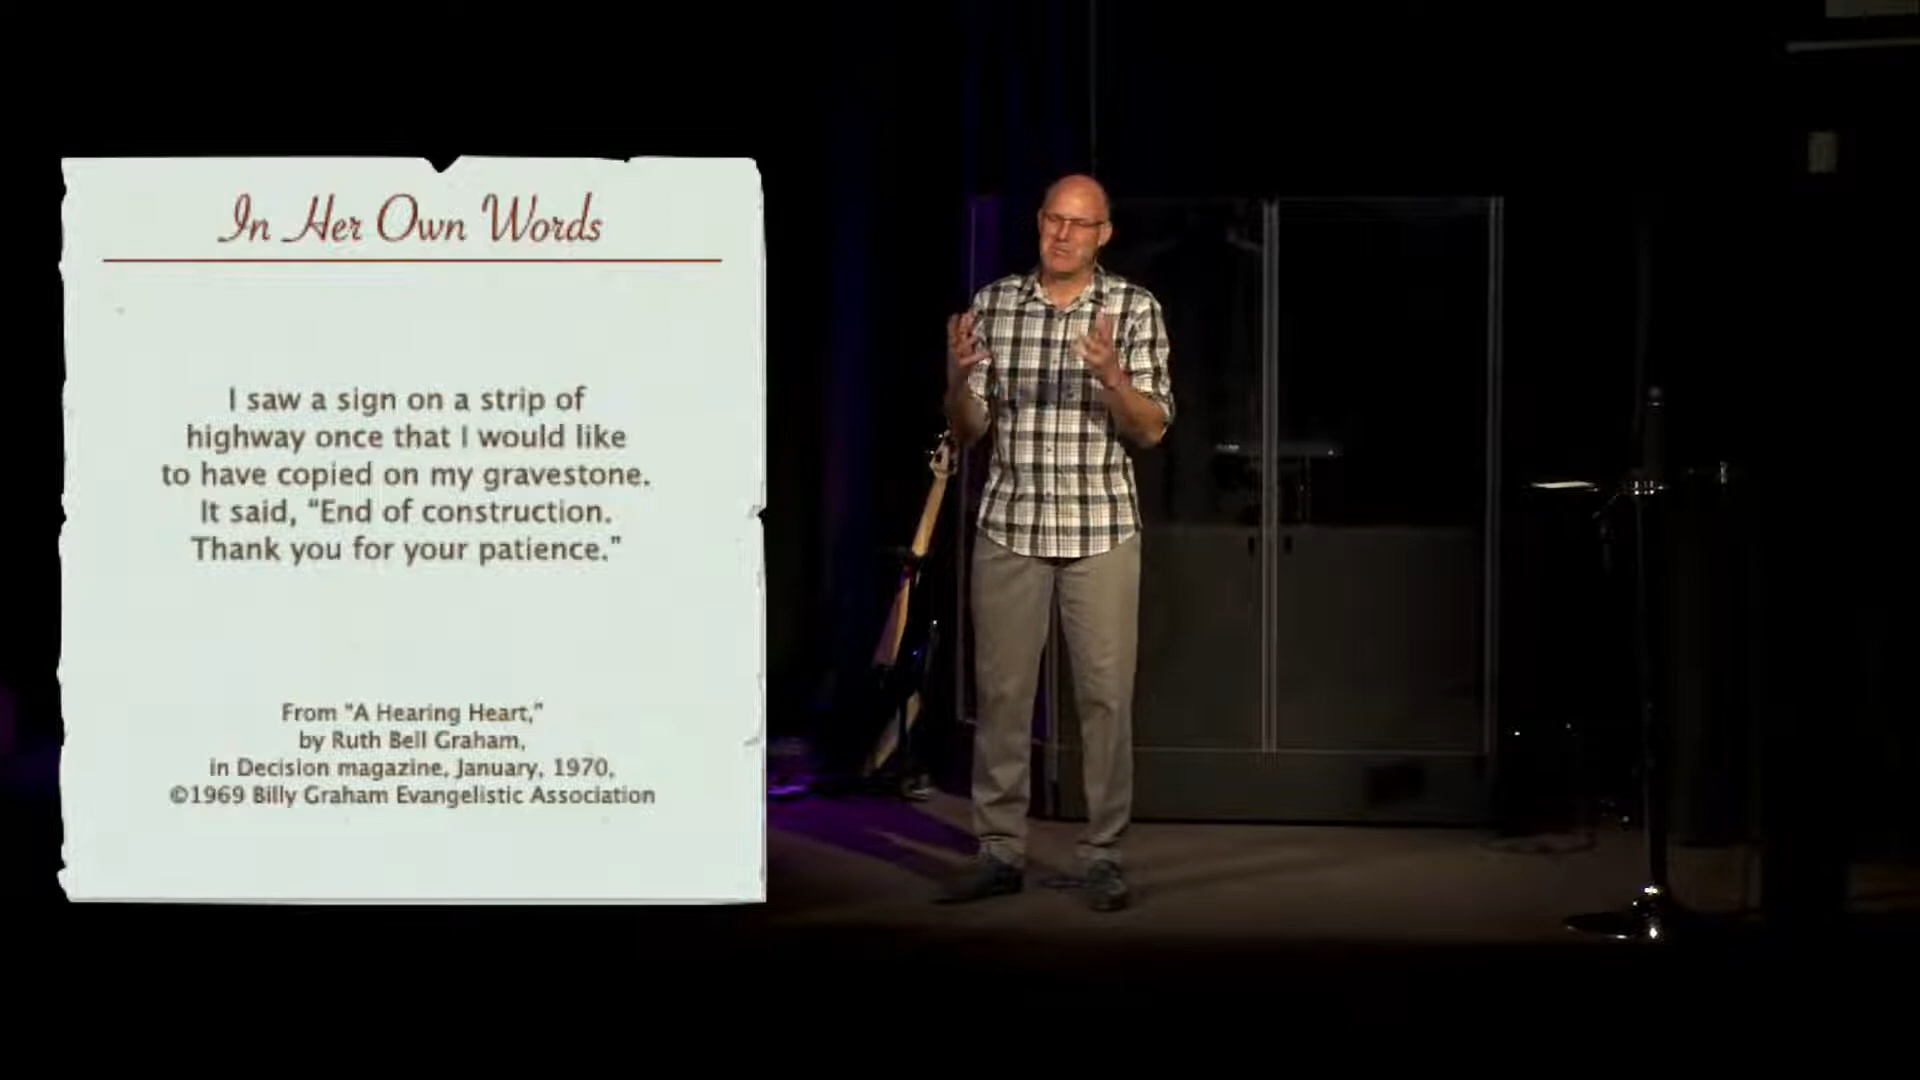 In Her Own Words
I saw a sign on a strip of
highway once that I would like
to have copied on my gravestone.
It said, “End of construction.
Thank you for your patience.”
From “A Hearing Heart,”
by Ruth Bell Graham,
in Decision magazine, January, 1970,
©1969 Billy Graham Evangelistic Association